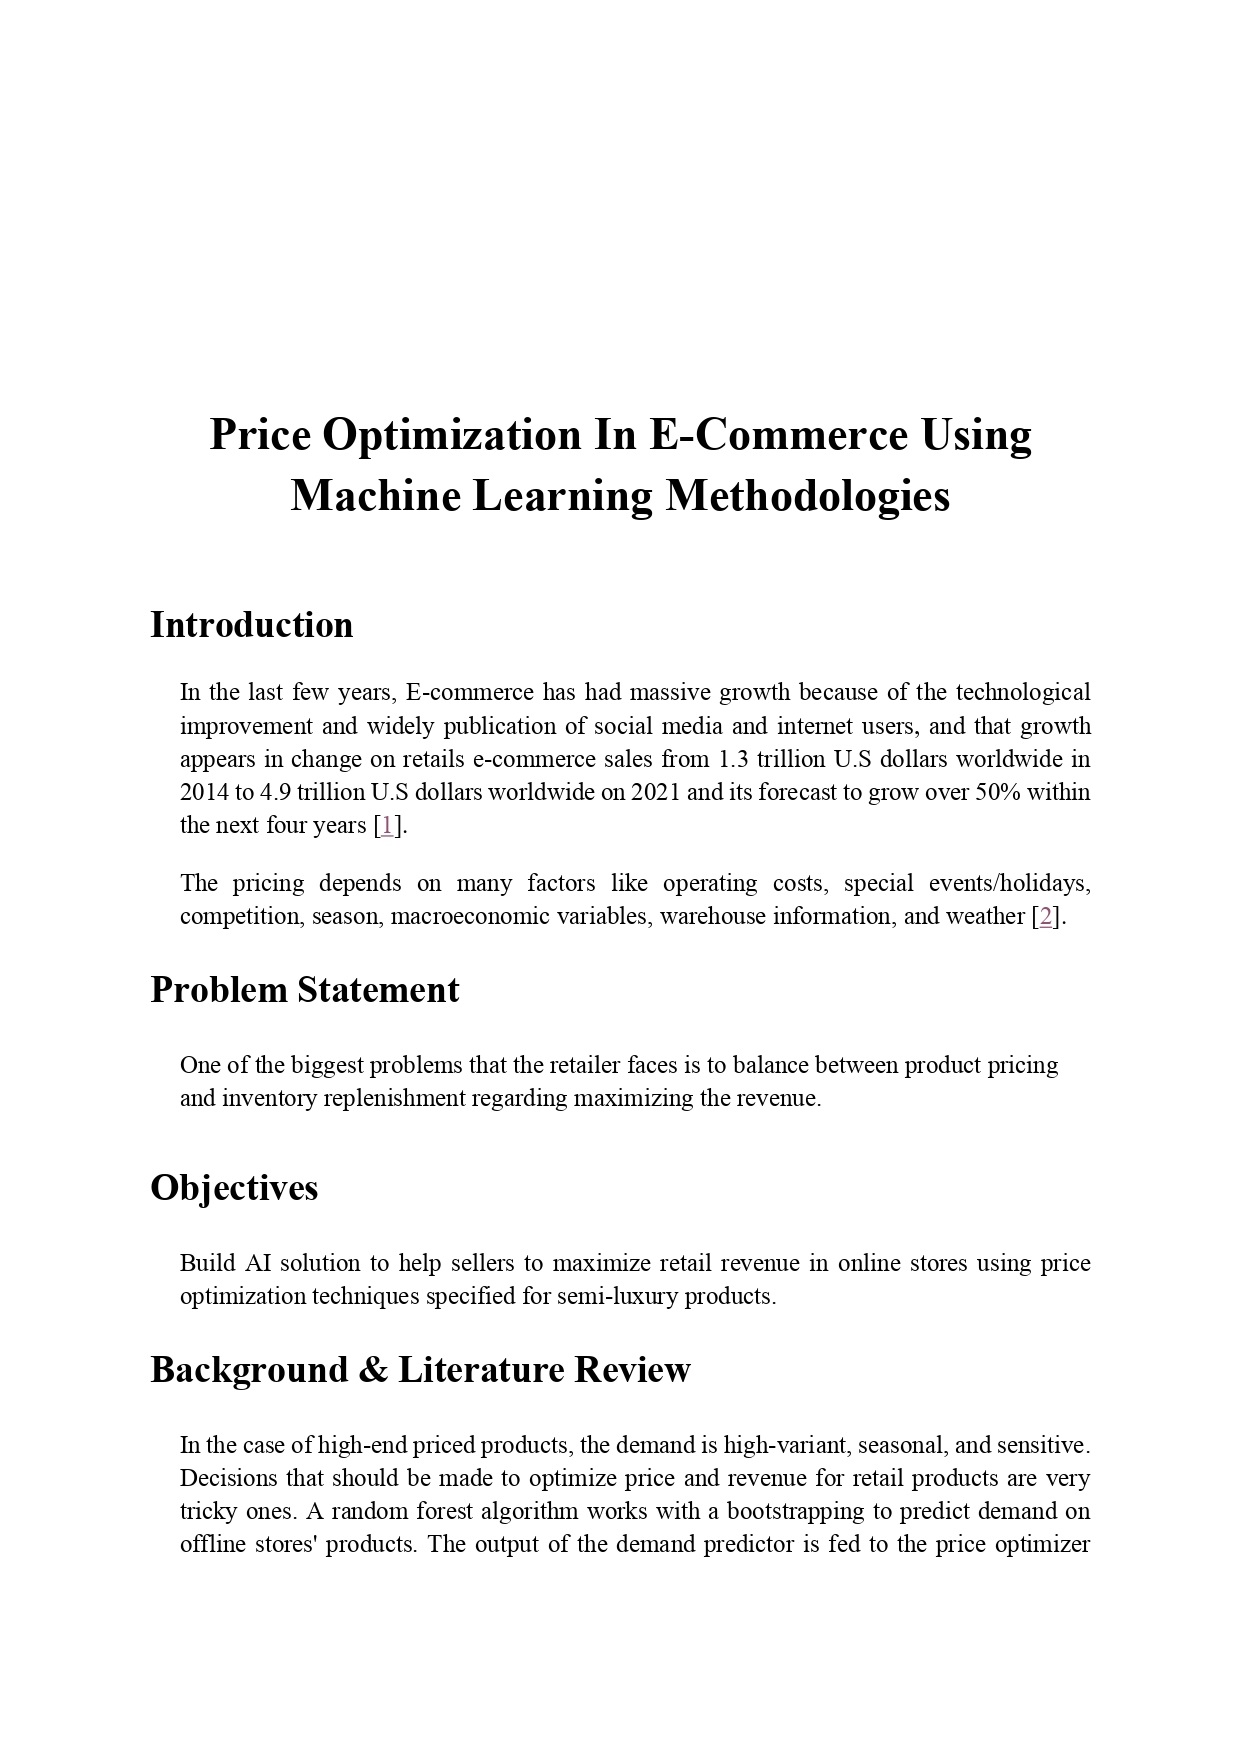 Price Optimization In E-Commerce Using
Machine Learning Methodologies
Introduction
In the last few years, E-commerce has had massive growth because of the technological
improvement and widely publication of social media and internet users, and that growth
appears in change on retails e-commerce sales from 1.3 trillion U.S dollars worldwide in
2014 to 4.9 trillion U.S dollars worldwide on 2021 and its forecast to grow over 50% within
the next four years [1].
The pricing depends on many factors like operating costs, special events/holidays,
competition, season, macroeconomic variables, warehouse information, and weather [2].
Problem Statement
One of the biggest problems that the retailer faces is to balance between product pricing
and inventory replenishment regarding maximizing the revenue.
Objectives
Build AI solution to help sellers to maximize retail revenue in online stores using price
optimization techniques specified for semi-luxury products.
Background & Literature Review
In the case of high-end priced products, the demand is high-variant, seasonal, and sensitive.
Decisions that should be made to optimize price and revenue for retail products are very
tricky ones. A random forest algorithm works with a bootstrapping to predict demand on
offline stores' products. The output of the demand predictor is fed to the price optimizer